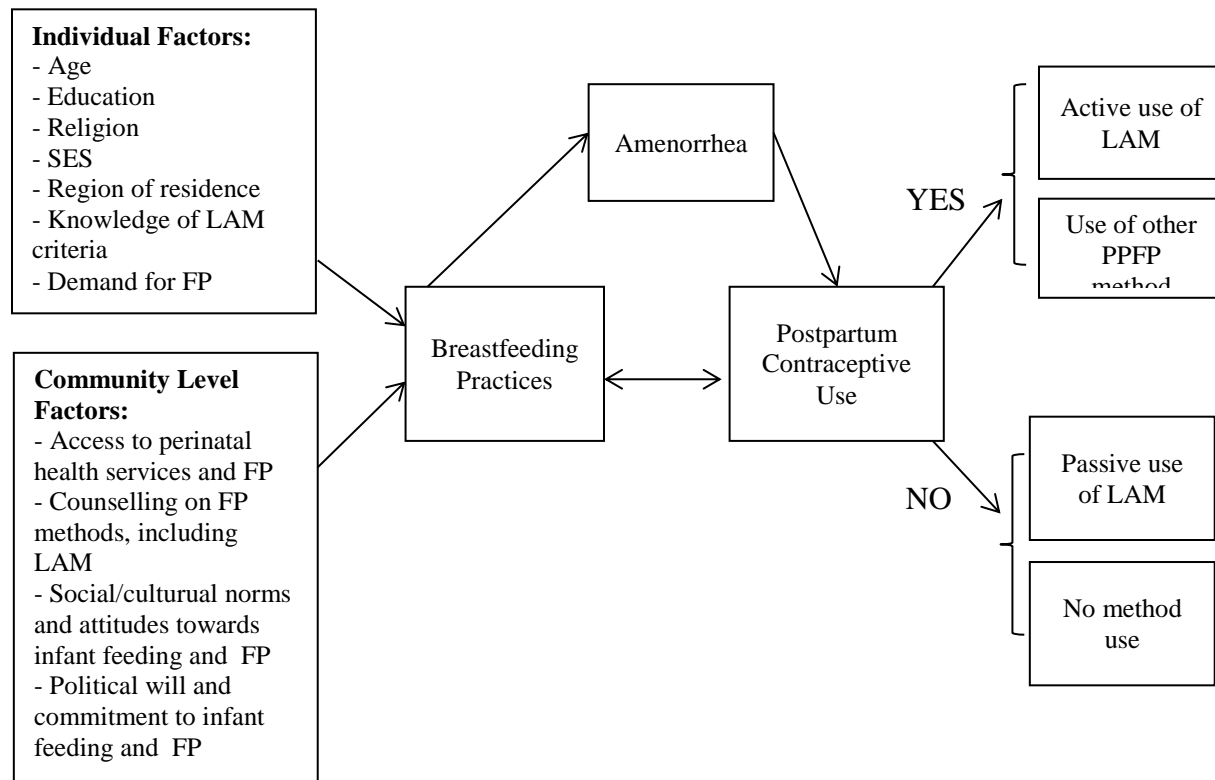 Individual Factors:
- Age
- Education
- Religion
- SES
- Region of residence
- Knowledge of LAM
criteria
- Demand for FP
Community Level
Factors:
- Access to perinatal
health services and FP
- Counselling on FP
methods, including
LAM
- Social/culturual norms
and attitudes towards
infant feeding and FP
- Political will and
commitment to infant
feeding and FP
Breastfeeding
Practices
Amenorrhea
Postpartum
Contraceptive
Use
YES
Active use of
LAM
Use of other
PPFP
method
NO
Passive use
of LAM
No method
use